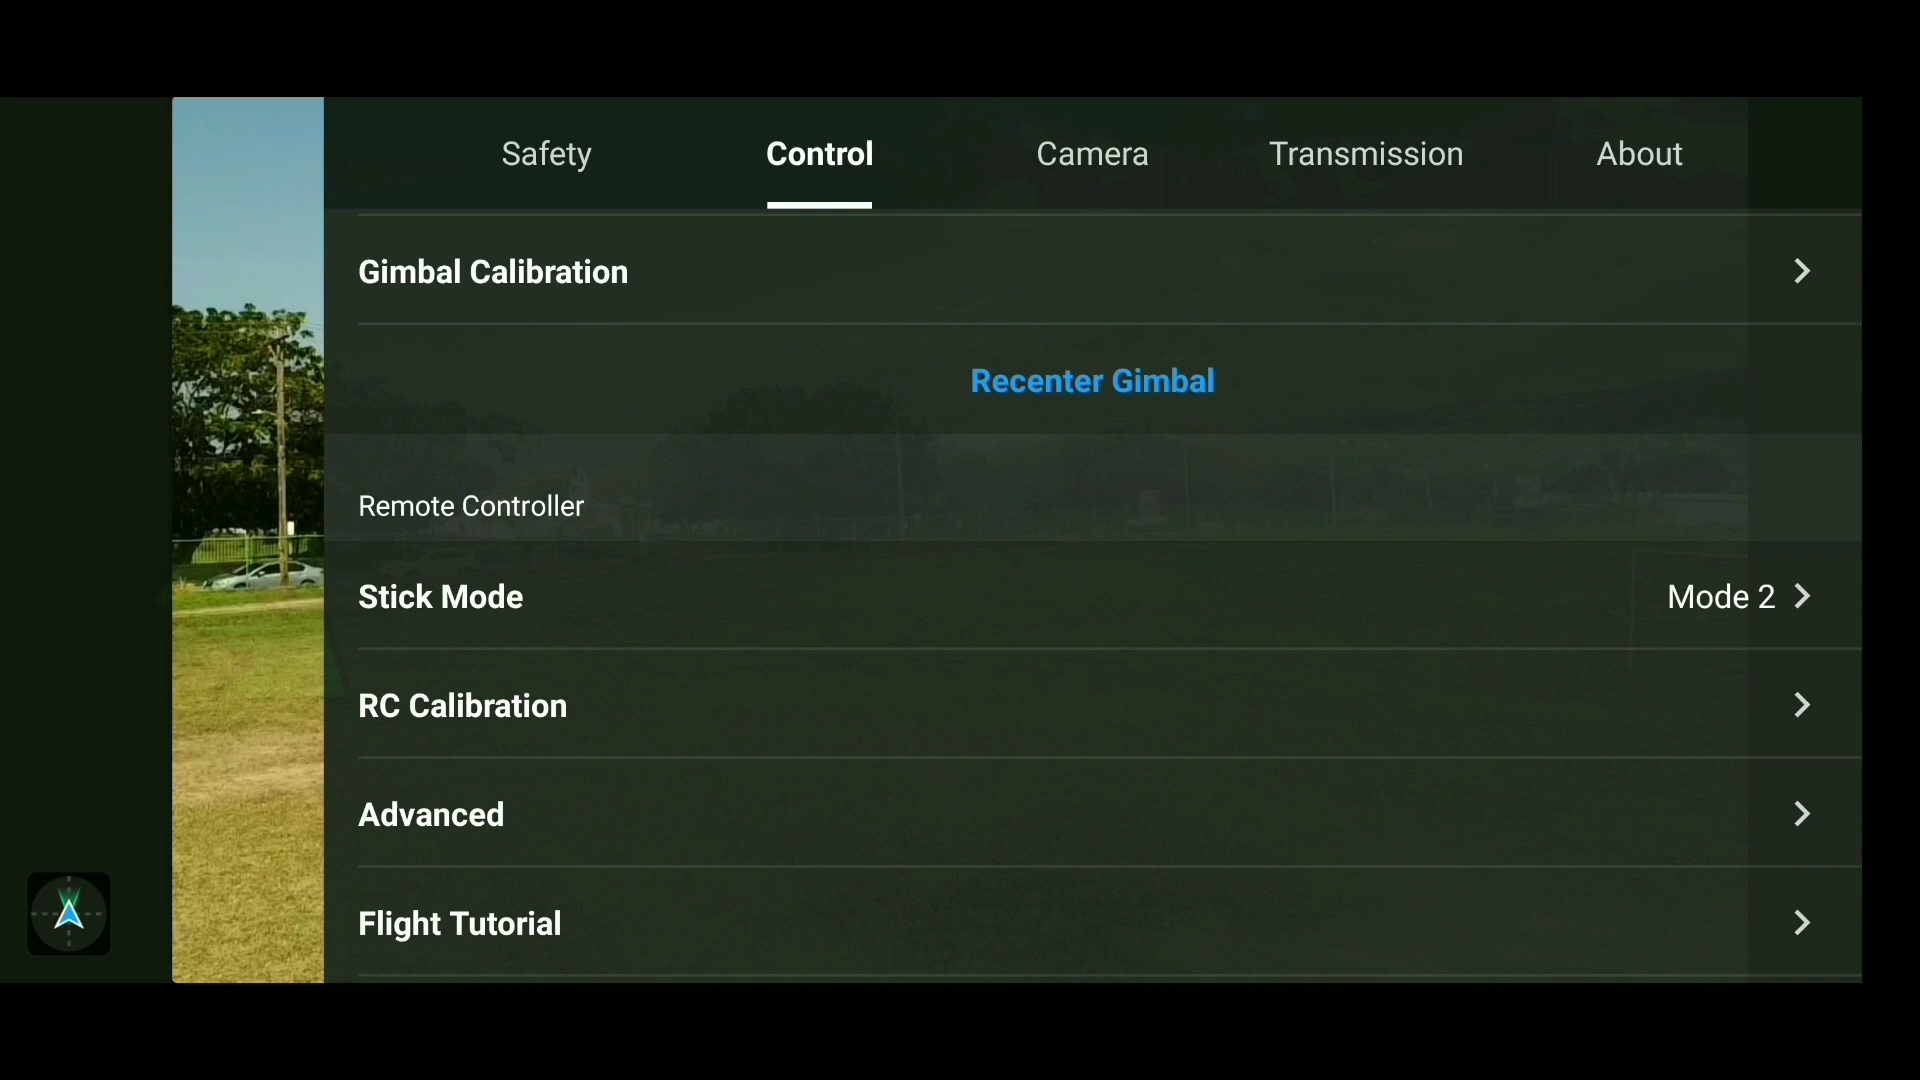 Safety Control Camera Transmission About
Gimbal Calibration
Recenter Gimbal
Remote Controller
Stick Mode Mode 2
RC Calibration
Advanced
Flight Tutorial